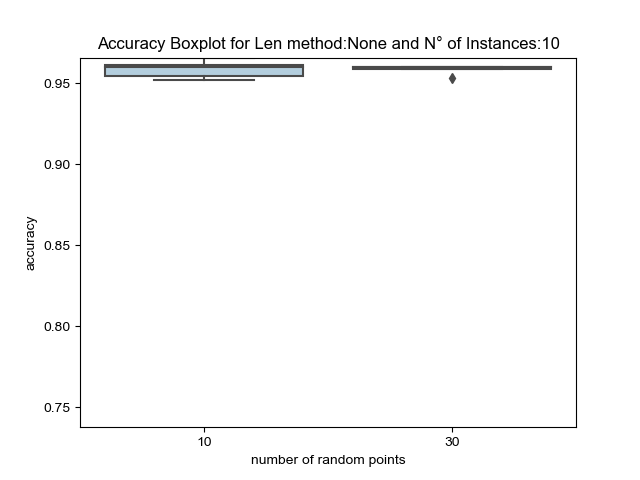 Accuracy Boxplot for Len method:None and N° of Instances:10
0.95
0.90
0.85
0.80
0.75
accuracy
10
30
number of random points